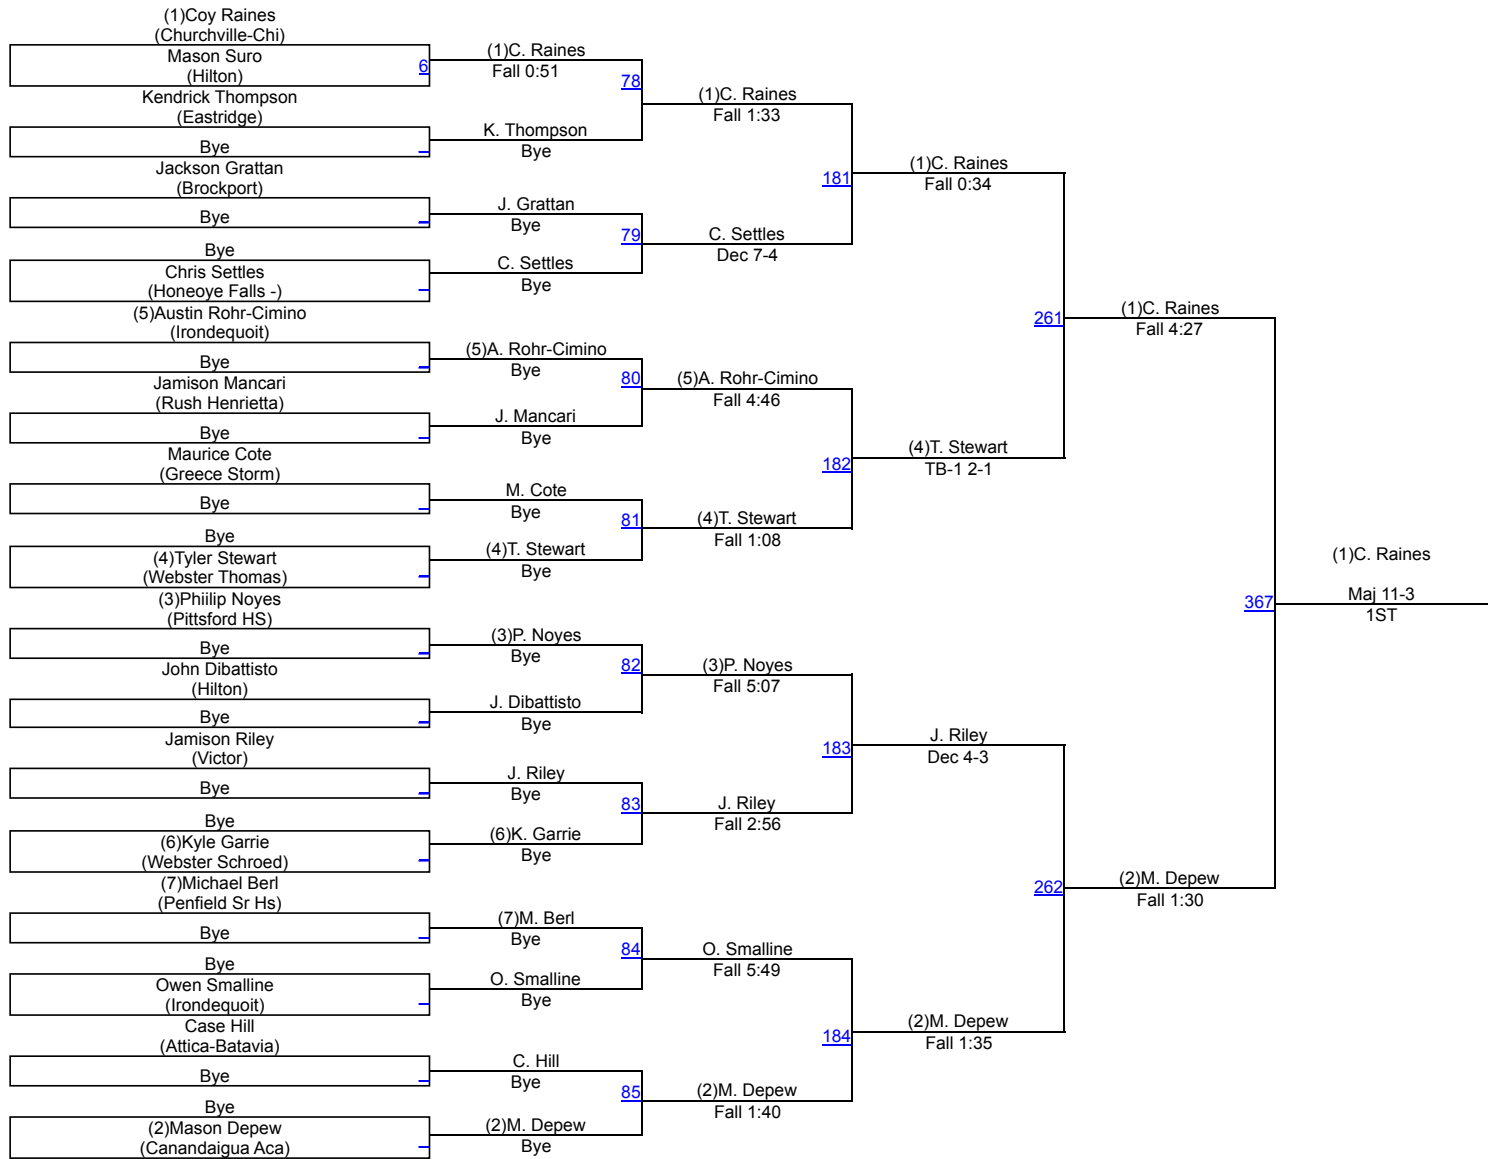 (1)Coy Raines
(Churchville-Chi)
Mason Suro
(Hilton)
6
Kendrick Thompson
(Eastridge)
Bye
Jackson Grattan
(Brockport)
Bye
Bye
Chris Settles
(Honeoye Falls -)
(5)Austin Rohr-Cimino
(Irondequoit)
Bye
Jamison Mancari
(Rush Henrietta)
Bye
Maurice Cote
(Greece Storm)
Bye
Bye
(4)Tyler Stewart
(Webster Thomas)
(3)Phiilip Noyes
(Pittsford HS)
Bye
John Dibattisto
(Hilton)
Bye
Jamison Riley
(Victor)
Bye
Bye
(6)Kyle Garrie
(Webster Schroed)
(7)Michael Berl
(Penfield Sr Hs)
Bye
Bye
Owen Smalline
(Irondequoit)
Case Hill
(Attica-Batavia)
Bye
Bye
(2)Mason Depew
(Canandaigua Aca)
(1)C. Raines
Fall 0:51
78
K. Thompson
Bye
J. Grattan
Bye
79
C. Settles
Bye
(5)A. Rohr-Cimino
Bye
80
J. Mancari
Bye
M. Cote
Bye
81
(4)T. Stewart
Bye
(3)P. Noyes
Bye
82
J. Dibattisto
Bye
J. Riley
Bye
83
(6)K. Garrie
Bye
(7)M. Berl
Bye
84
O. Smalline
Bye
C. Hill
Bye
85
(2)M. Depew
Bye
(1)C. Raines
Fall 1:33
181
C. Settles
Dec 7-4
(5)A. Rohr-Cimino
Fall 4:46
182
(4)T. Stewart
Fall 1:08
(3)P. Noyes
Fall 5:07
183
J. Riley
Fall 2:56
O. Smalline
Fall 5:49
184
(2)M. Depew
Fall 1:40
(1)C. Raines
Fall 0:34
261
(4)T. Stewart
TB-1 2-1
J. Riley
Dec 4-3
262
(2)M. Depew
Fall 1:35
(1)C. Raines
Fall 4:27
367
(2)M. Depew
Fall 1:30
(1)C. Raines
Maj 11-3
1ST